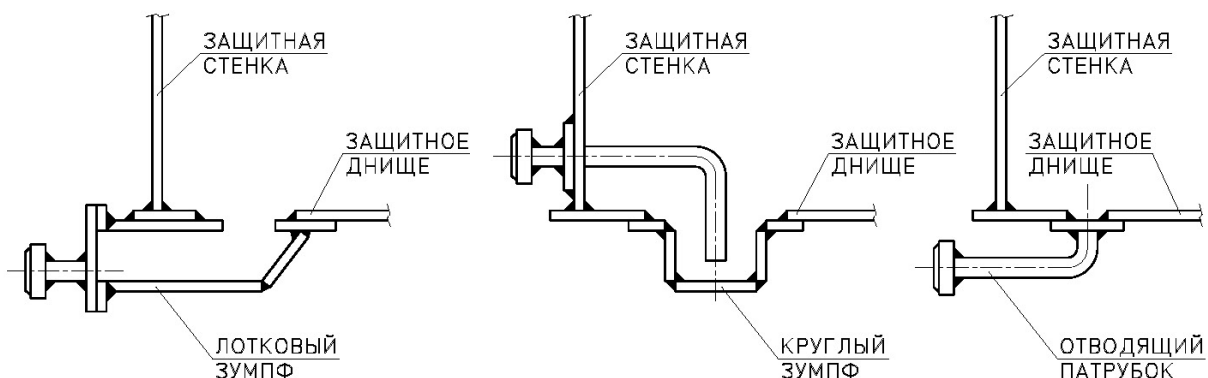 ЗАЩИТНАЯ
СТЕНКА
ЗАЩИТНОЕ
ДНИЩЕ
ЛОТКОВЫЙ
ЗУМПФ
ЗАЩИТНАЯ
СТЕНКА
ЗАЩИТНОЕ
ДНИЩЕ
КРУГЛЫЙ
ЗУМПФ
ЗАЩИТНАЯ
СТЕНКА
ЗАЩИТНОЕ
ДНИЩЕ
ОТВОДЯЩИЙ
ПАТРУБОК